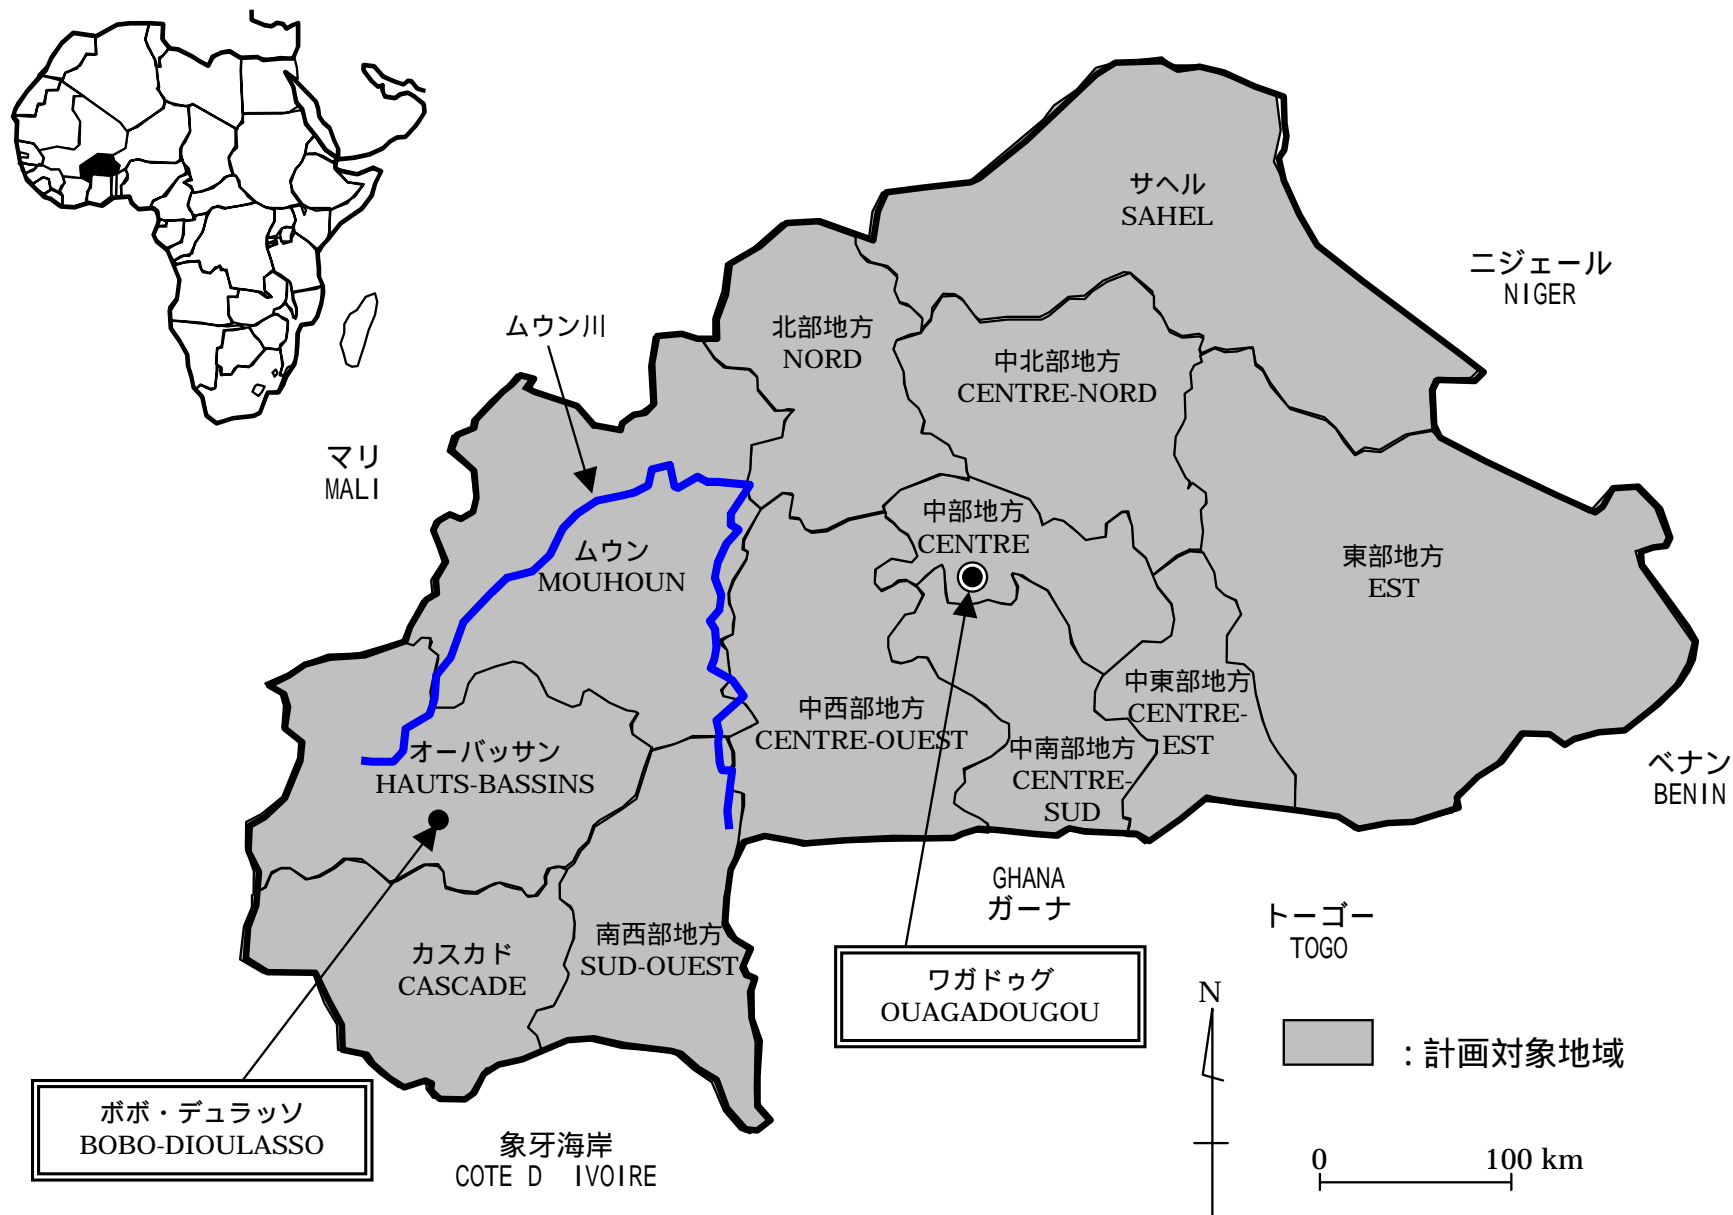 サヘル
SAHEL
ニジェール
NIGER
ムウン川
北部地方
NORD
中北部地方
CENTRE-NORD
マリ
MALI
中部地方
CENTRE
ムウン
MOUHOUN
東部地方
EST
中東部地方
CENTRE-
EST
中西部地方
CENTRE-OUEST
中南部地方
CENTRE-
SUD
オーバッサン
HAUTS-BASSINS
ベナン
BENIN
GHANA
ガーナ
トーゴー
TOGO
南西部地方
SUD-OUEST
カスカド
CASCADE
ワガドゥグ
OUAGADOUGOU
N
:計画対象地域
ボボ・デュラッソ
BOBO-DIOULASSO
象牙海岸
COTE D IVOIRE
0 100 km